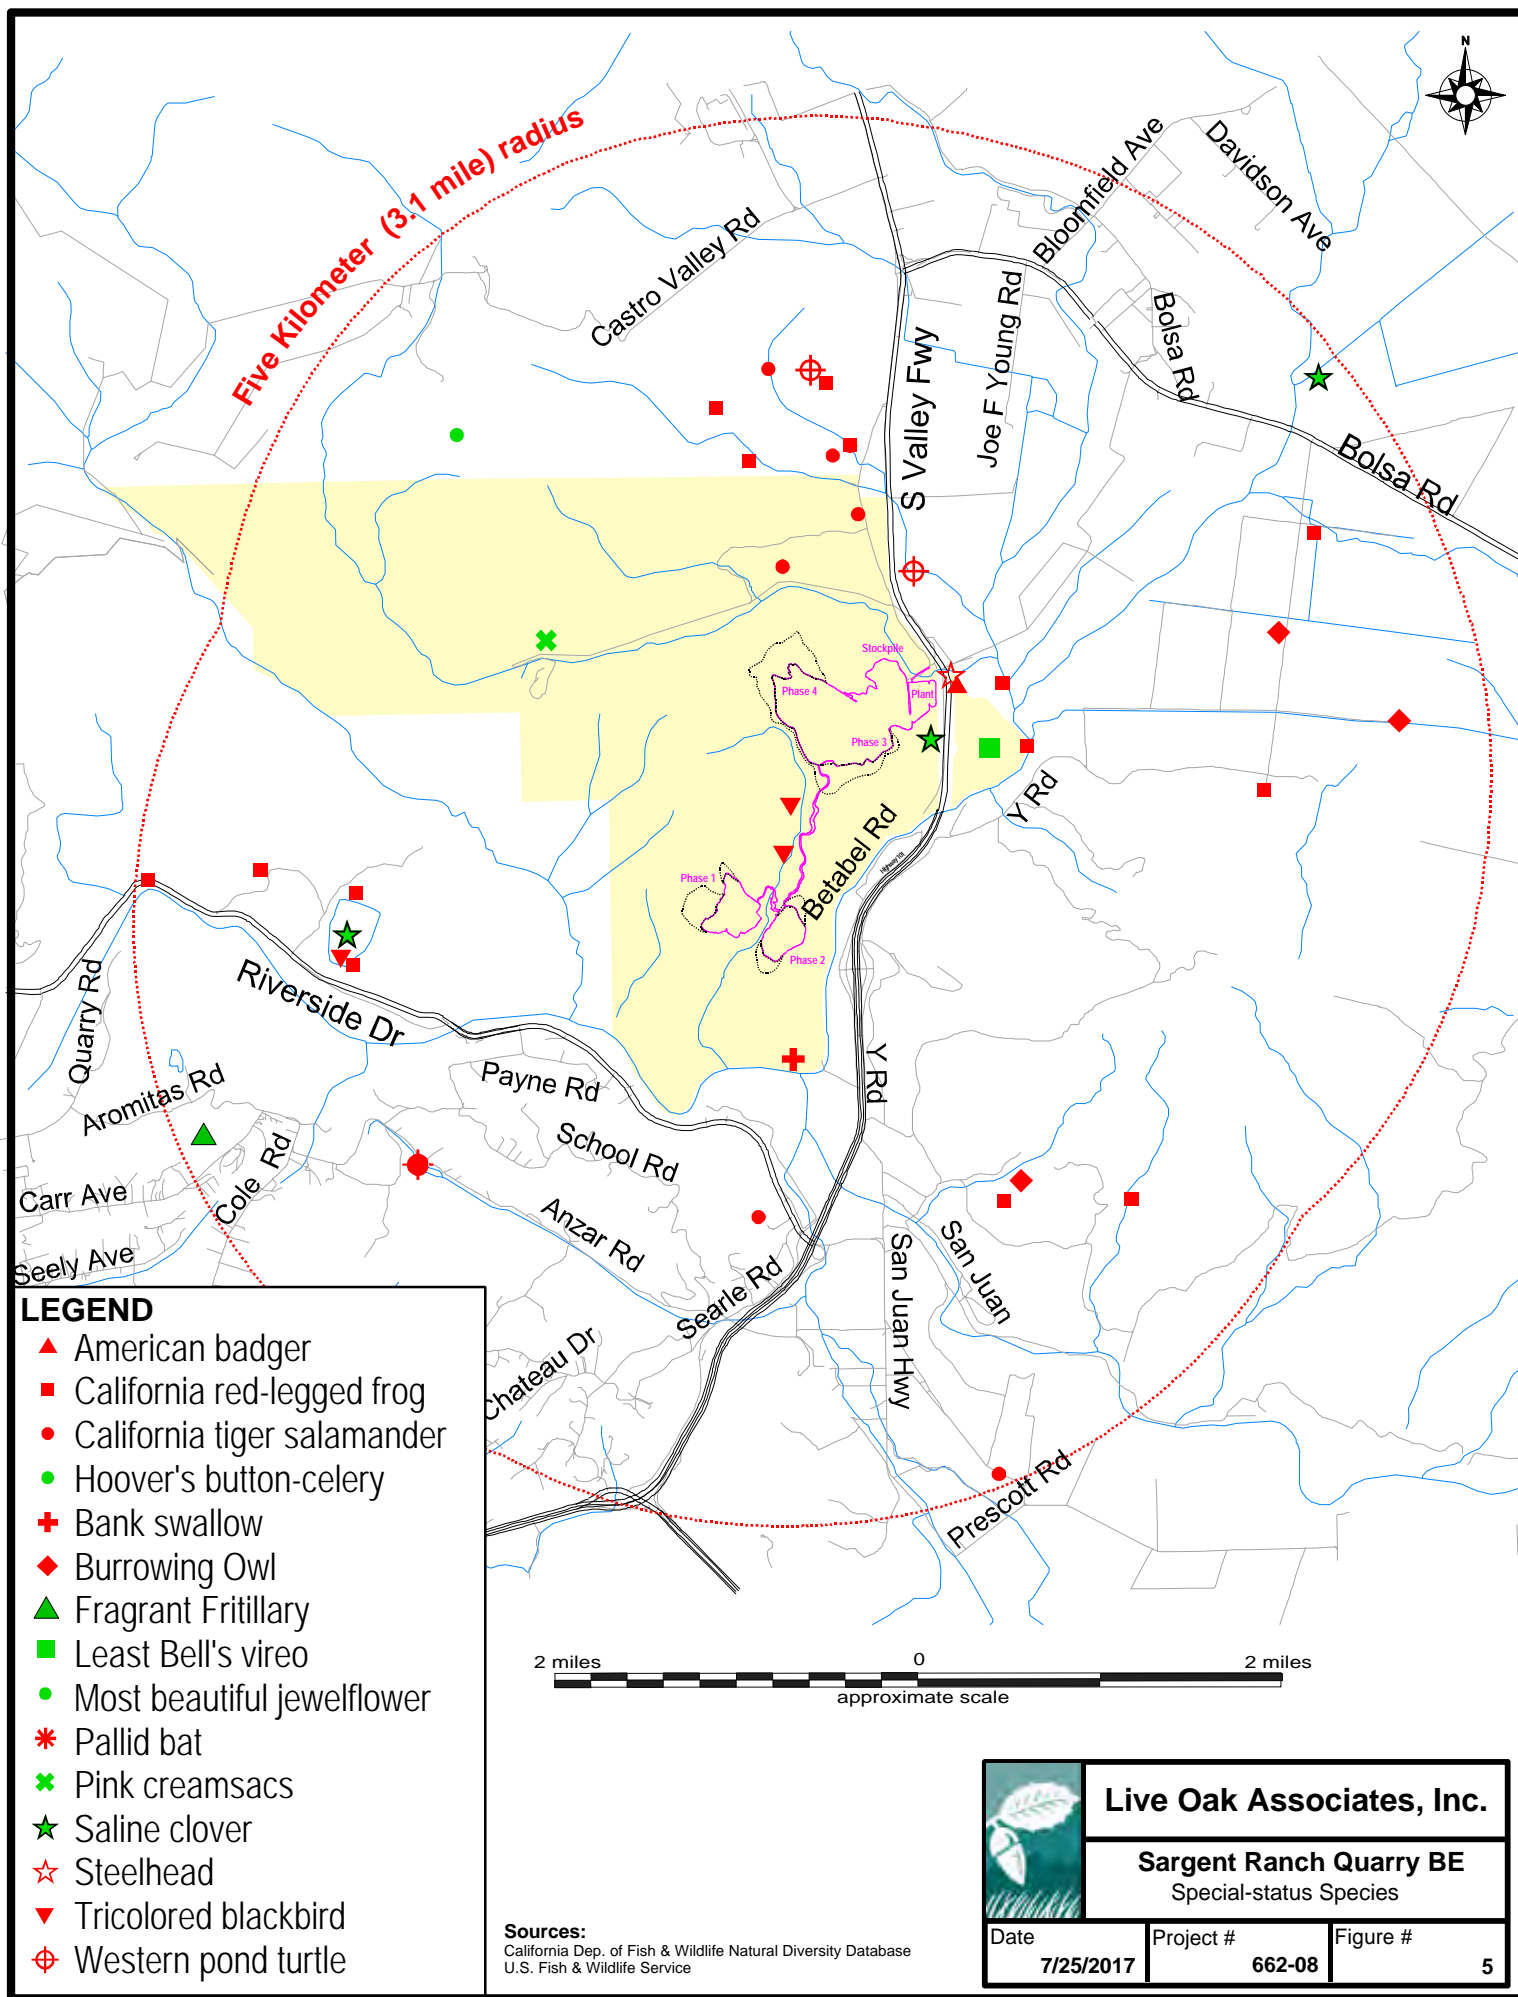 N
Five Kilometer (3.1 mile) radius
Castro Valley Rd
Bloomfield Ave
Davidson Ave
S Valley Fwy
Joe F Young Rd
Bolsa Rd
Bolsa Rd
Stockpile
Phase 4
Plant
Phase 3
Y Rd
Betabel Rd
Highway 101
Phase 1
Phase 2
Quarry Rd
Riverside Dr
Aromitas Rd
Payne Rd
Y Rd
School Rd
Carr Ave
Cole Rd
Anzar Rd
Seely Ave
Searle Rd
San Juan Hwy
San Juan
Chateau Dr
Prescott Rd
LEGEND
American badger
California red-legged frog
California tiger salamander
Hoover's button-celery
Bank swallow
Burrowing Owl
Fragrant Fritillary
Least Bell's vireo
Most beautiful jewelflower
Pallid bat
Pink creamsacs
Saline clover
Steelhead
Tricolored blackbird
Western pond turtle
2 miles 0 2 miles
approximate scale
Sources:
California Dep. of Fish & Wildlife Natural Diversity Database
U.S. Fish & Wildlife Service
Live Oak Associates, Inc.
Sargent Ranch Quarry BE
Special-status Species
Date Project # Figure #
7/25/2017 662-08 5